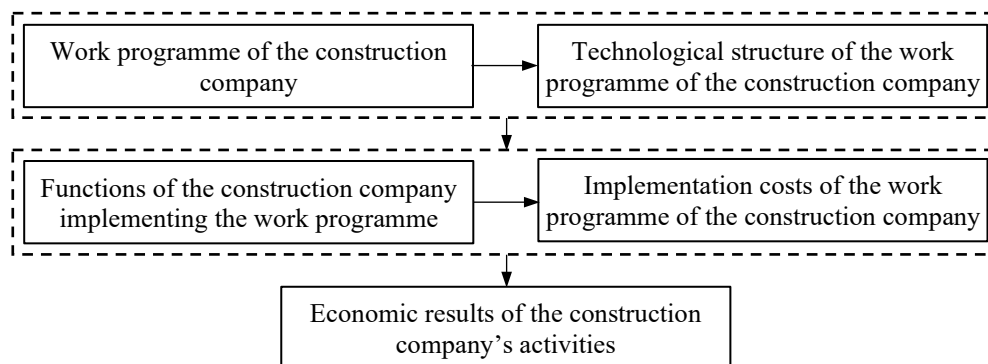 Work programme of the construction
company
Technological structure of the work
programme of the construction company
Functions of the construction company
implementing the work programme
Implementation costs of the work
programme of the construction company
Economic results of the construction
company’s activities